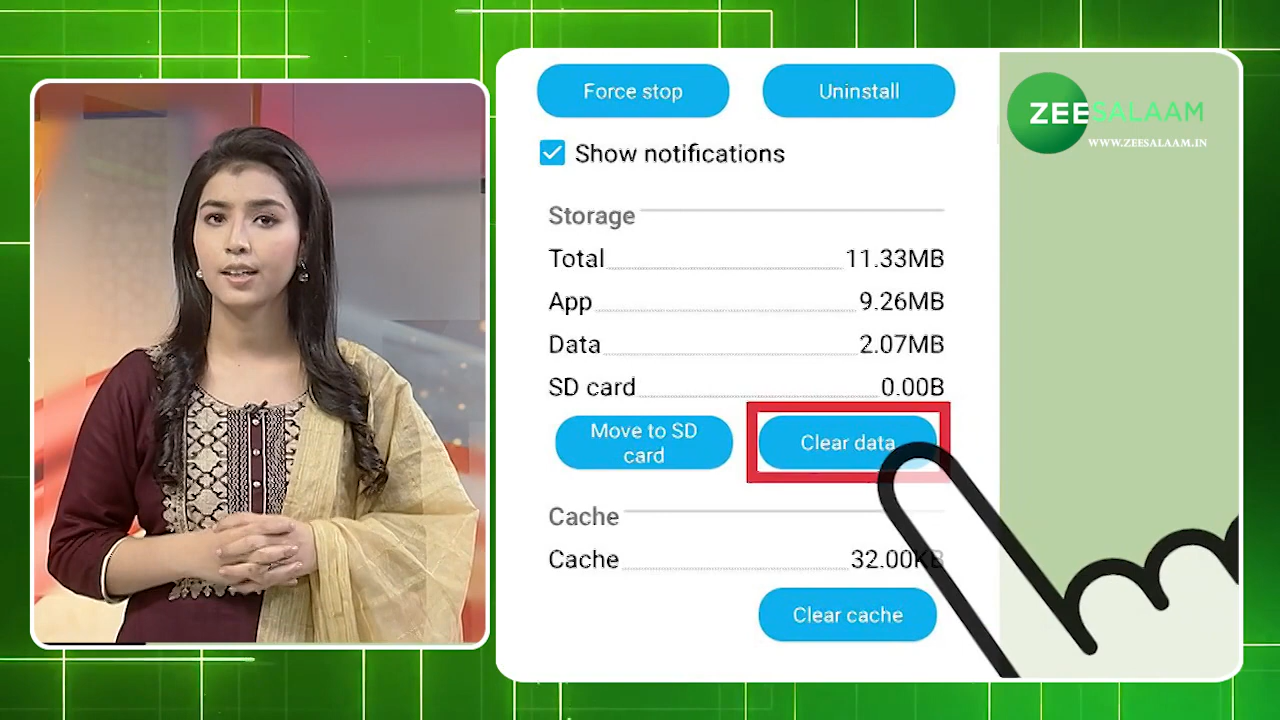 Force stop
Uninstall
ZEESALAAM
WWW.ZEESALAAM.IN
Show notifications
Storage
Total 11.33MB
App 9.26MB
Data 2.07MB
SD card 0.00B
Move to SD
card
Clear data
Cache
Cache 32.00KB
Clear cache